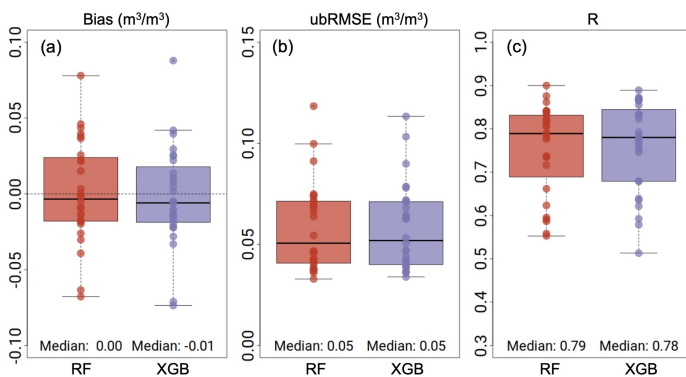 Bias (m³/m³)
(a)
0.10
0.05
0.00
-0.05
-0.10
Median: 0.00
Median: -0.01
RF
XGB
ubRMSE (m³/m³)
(b)
0.15
0.10
0.05
0.00
Median: 0.05
Median: 0.05
RF
XGB
R
(c)
1.0
0.9
0.8
0.7
0.6
0.5
0.4
0.3
Median: 0.79
Median: 0.78
RF
XGB